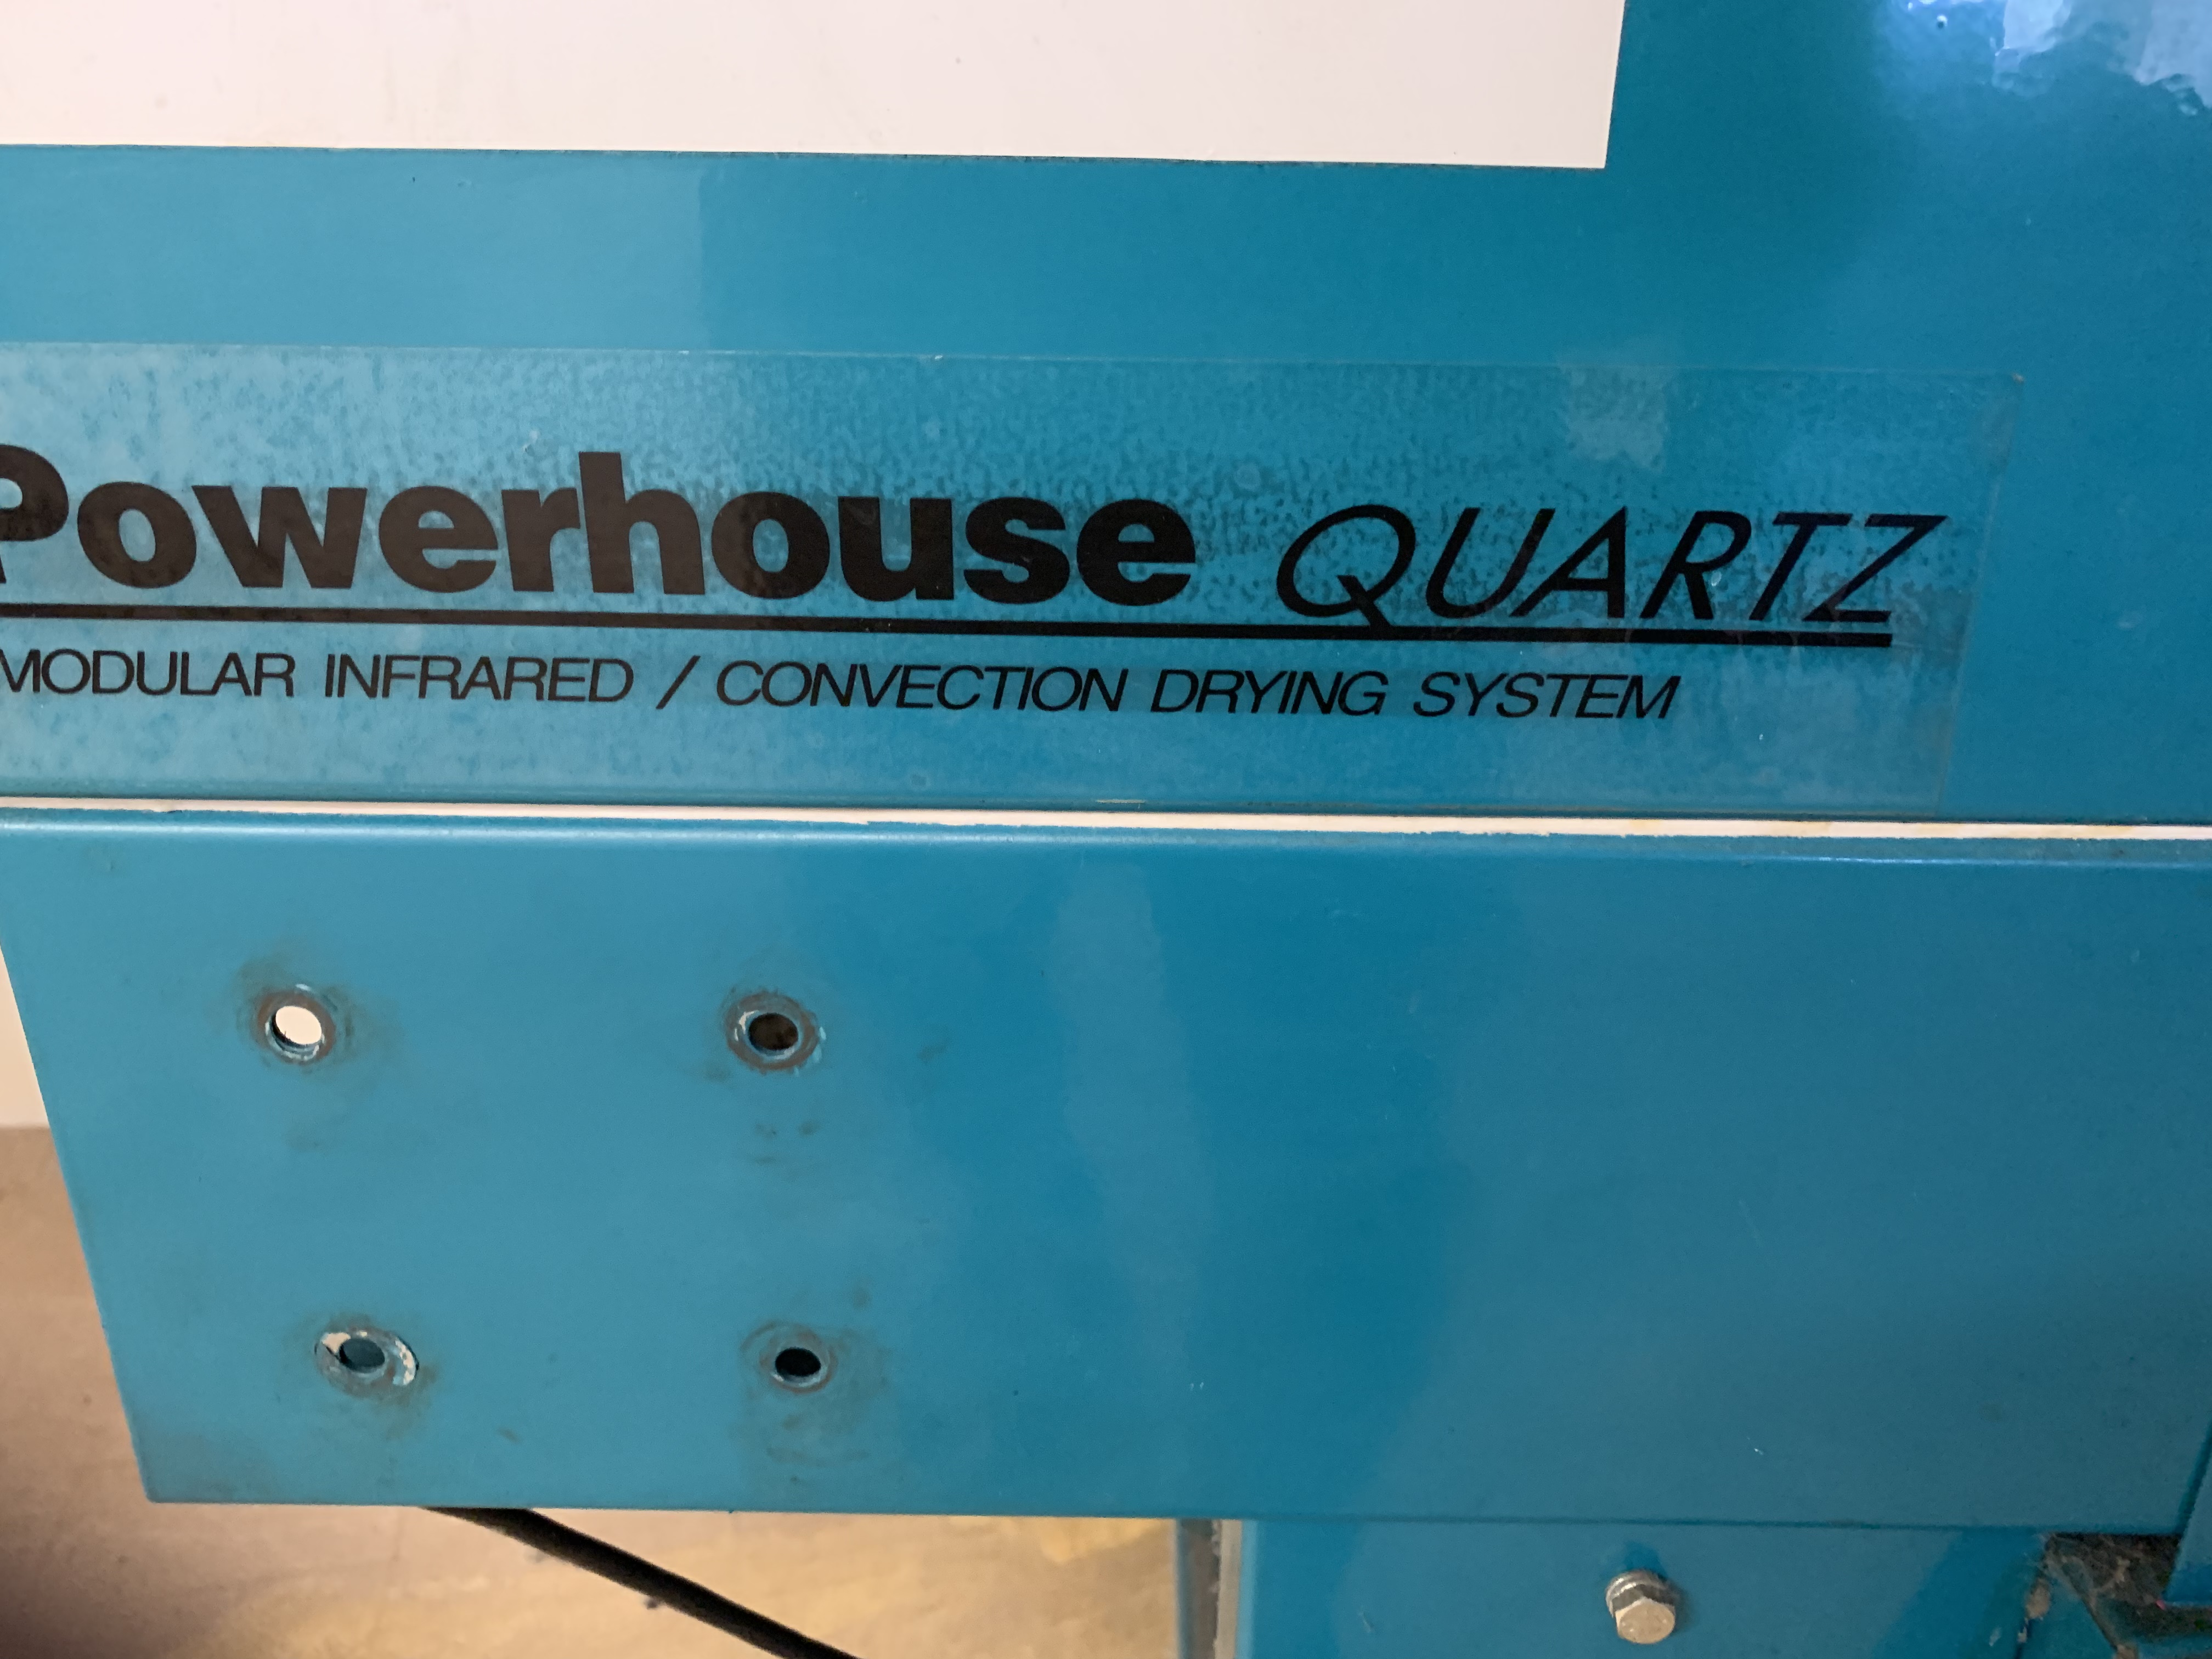 Powerhouse QUARTZ
MODULAR INFRARED / CONVECTION DRYING SYSTEM